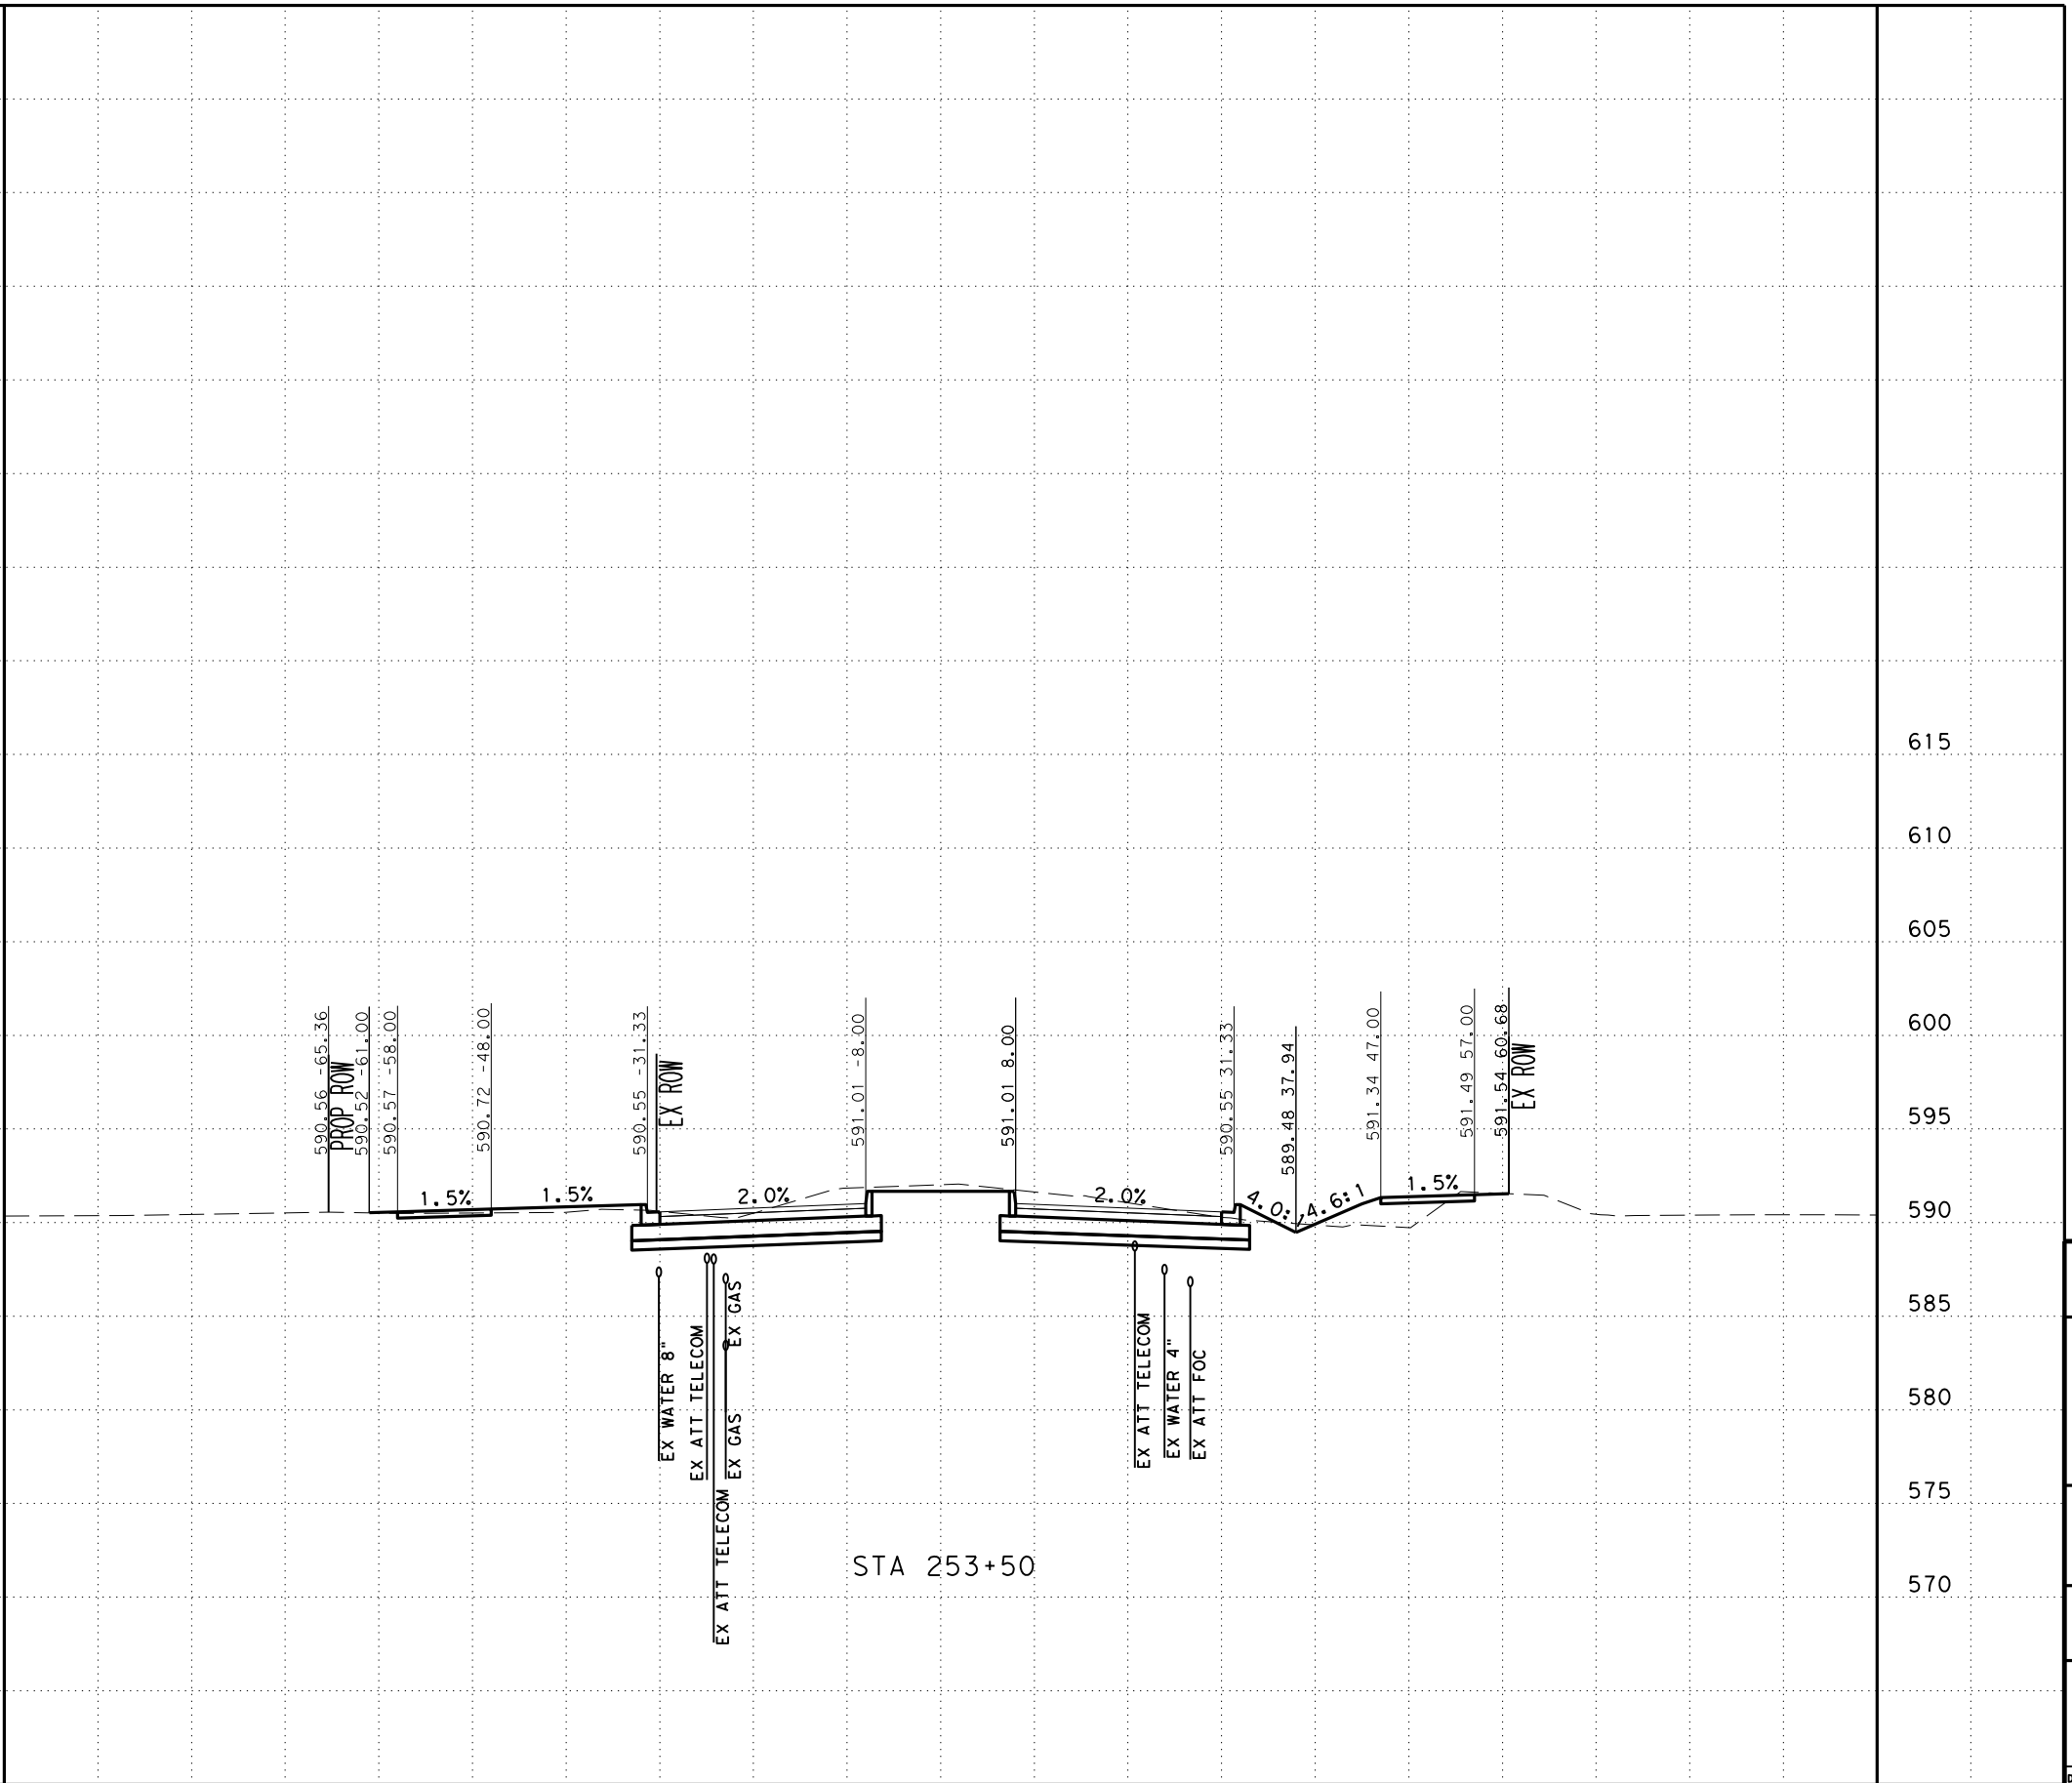 615
610
605
600
595
590
585
580
575
570
590.56 -65.36
PROP ROW
590.52 -61.00
590.57 -58.00
590.72 -48.00
590.55 -31.33
EX ROW
591.01 -8.00
591.01 8.00
590.55 31.33
589.48 37.94
591.34 47.00
591.49 57.00
591.54 60.68
EX ROW
1.5%
1.5%
2.0%
2.0%
4.0:1
4.6:1
1.5%
EX WATER 8"
EX ATT TELECOM
EX ATT TELECOM
EX GAS
EX GAS
EX ATT TELECOM
EX WATER 4"
EX ATT FOC
STA 253+50